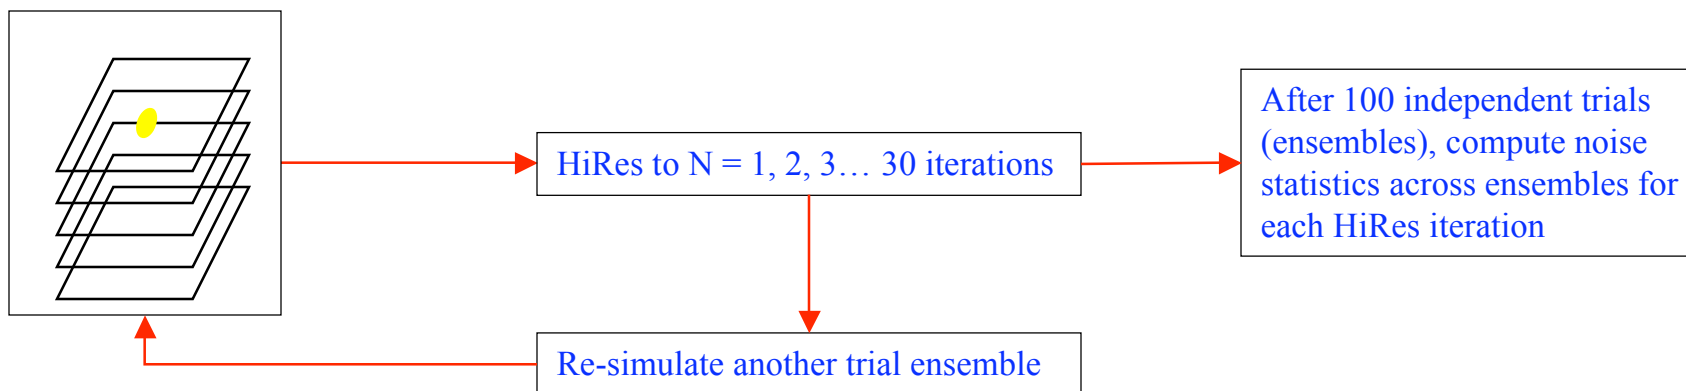 HiRes to N = 1, 2, 3… 30 iterations
After 100 independent trials
(ensembles), compute noise
statistics across ensembles for
each HiRes iteration
Re-simulate another trial ensemble